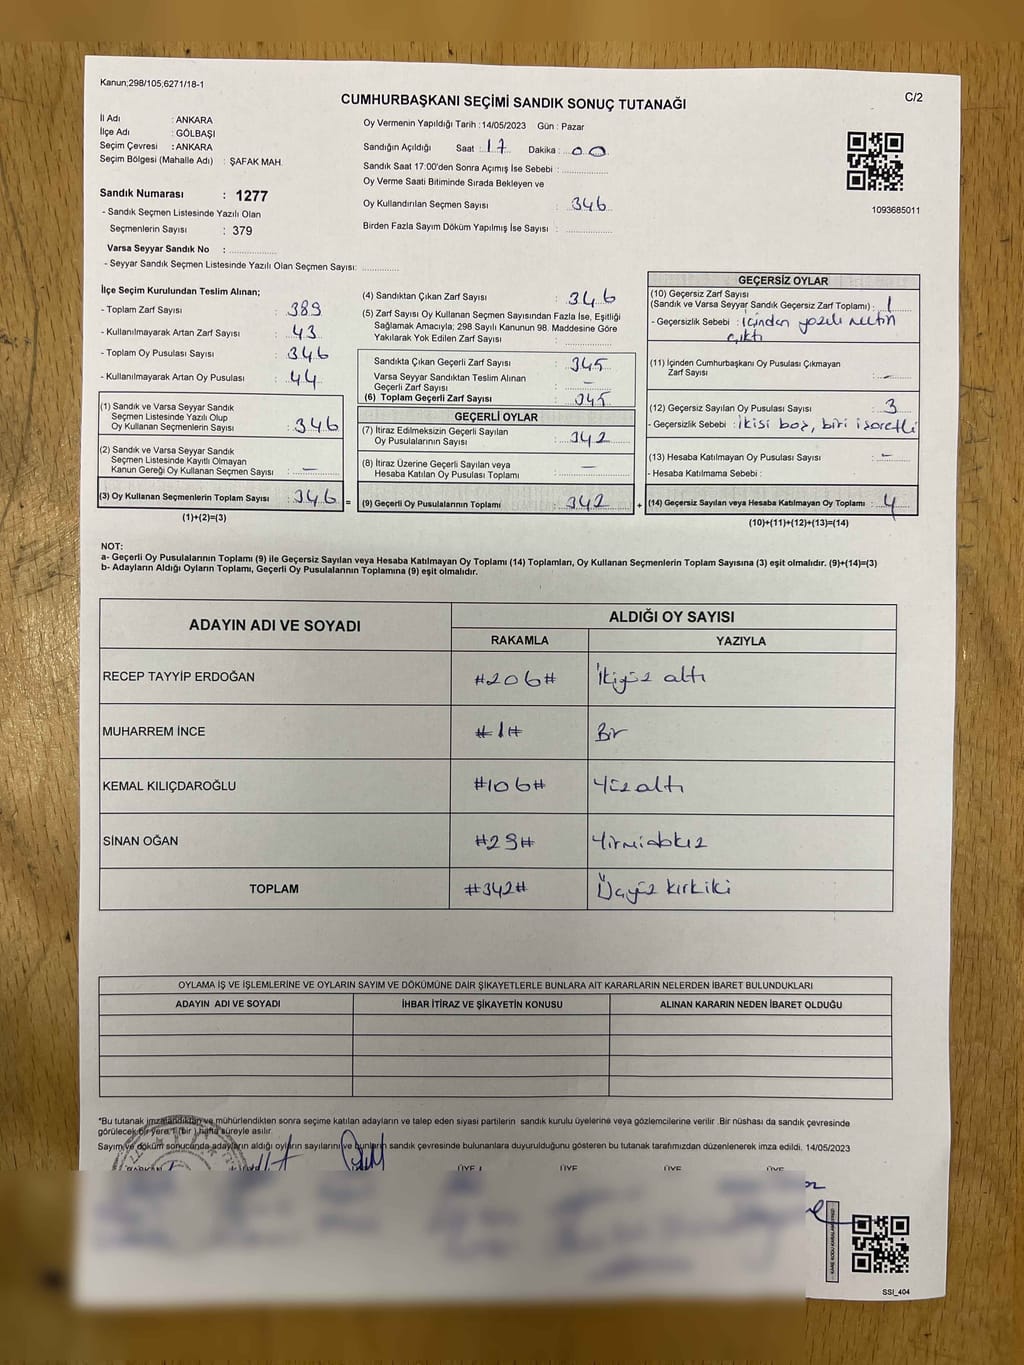 Kanun;298/105;6271/18-1
C/2
CUMHURBAŞKANI SEÇİMİ SANDIK SONUÇ TUTANAĞI
İl Adı : ANKARA
İlçe Adı : GÖLBAŞI
Seçim Çevresi : ANKARA
Seçim Bölgesi (Mahalle Adı) : ŞAFAK MAH.
Sandık Numarası : 1277
- Sandık Seçmen Listesinde Yazılı Olan
Seçmenlerin Sayısı : 379
Varsa Seyyar Sandık No :
- Seyyar Sandık Seçmen Listesinde Yazılı Olan Seçmen Sayısı:
Oy Vermenin Yapıldığı Tarih : 14/05/2023 Gün : Pazar
Sandığın Açıldığı Saat : 17 Dakika : 00
Sandık Saat 17.00'den Sonra Açımış İse Sebebi :
Oy Verme Saati Bitiminde Sırada Bekleyen ve
Oy Kullandırılan Seçmen Sayısı : 346
Birden Fazla Sayım Döküm Yapılmış İse Sayısı :
1093685011
İlçe Seçim Kurulundan Teslim Alınan;
- Toplam Zarf Sayısı : 389
- Kullanılmayarak Artan Zarf Sayısı : 43
- Toplam Oy Pusulası Sayısı : 346
- Kullanılmayarak Artan Oy Pusulası : 44
(1) Sandık ve Varsa Seyyar Sandık
Seçmen Listesinde Yazılı Olup
Oy Kullanan Seçmenlerin Sayısı : 346
(2) Sandık ve Varsa Seyyar Sandık
Seçmen Listesinde Kayıtlı Olmayan
Kanun Gereği Oy Kullanan Seçmen Sayısı : –
(3) Oy Kullanan Seçmenlerin Toplam Sayısı : 346 =
(1)+(2)=(3)
(4) Sandıktan Çıkan Zarf Sayısı : 346
(5) Zarf Sayısı Oy Kullanan Seçmen Sayısından Fazla İse, Eşitliği
Sağlamak Amacıyla; 298 Sayılı Kanunun 98. Maddesine Göre
Yakılarak Yok Edilen Zarf Sayısı :
Sandıkta Çıkan Geçerli Zarf Sayısı : 345
Varsa Seyyar Sandıktan Teslim Alınan
Geçerli Zarf Sayısı : –
(6) Toplam Geçerli Zarf Sayısı : 345
GEÇERLİ OYLAR
(7) İtiraz Edilmeksizin Geçerli Sayılan
Oy Pusulalarının Sayısı : 342
(8) İtiraz Üzerine Geçerli Sayılan veya
Hesaba Katılan Oy Pusulası Toplamı : –
(9) Geçerli Oy Pusulalarının Toplamı : 342 +
GEÇERSİZ OYLAR
(10) Geçersiz Zarf Sayısı
(Sandık ve Varsa Seyyar Sandık Geçersiz Zarf Toplamı) : 1
- Geçersizlik Sebebi : içinden yazılı metin
çıktı
(11) İçinden Cumhurbaşkanı Oy Pusulası Çıkmayan
Zarf Sayısı : –
(12) Geçersiz Sayılan Oy Pusulası Sayısı : 3
- Geçersizlik Sebebi : ikisi boş, biri işaretli
(13) Hesaba Katılmayan Oy Pusulası Sayısı : –
- Hesaba Katılmama Sebebi :
(14) Geçersiz Sayılan veya Hesaba Katılmayan Oy Toplamı : 4
(10)+(11)+(12)+(13)=(14)
NOT:
a- Geçerli Oy Pusulalarının Toplamı (9) ile Geçersiz Sayılan veya Hesaba Katılmayan Oy Toplamı (14) Toplamları, Oy Kullanan Seçmenlerin Toplam Sayısına (3) eşit olmalıdır. (9)+(14)=(3)
b- Adayların Aldığı Oyların Toplamı, Geçerli Oy Pusulalarının Toplamına (9) eşit olmalıdır.
ADAYIN ADI VE SOYADI
ALDIĞI OY SAYISI
RAKAMLA YAZIYLA
RECEP TAYYİP ERDOĞAN #206# İkiyüz altı
MUHARREM İNCE #1# Bir
KEMAL KILIÇDAROĞLU #106# Yüzaltı
SİNAN OĞAN #29# Yirmidokuz
TOPLAM #342# Üçyüz kırkiki
OYLAMA İŞ VE İŞLEMLERİNE VE OYLARIN SAYIM VE DÖKÜMÜNE DAİR ŞİKAYETLERLE BUNLARA AİT KARARLARIN NELERDEN İBARET BULUNDUKLARI
ADAYIN ADI VE SOYADI İHBAR İTİRAZ VE ŞİKAYETİN KONUSU ALINAN KARARIN NEDEN İBARET OLDUĞU
*Bu tutanak imzalandıktan ve mühürlendikten sonra seçime katılan adayların ve talep eden siyasi partilerin sandık kurulu üyelerine veya gözlemcilerine verilir .Bir nüshası da sandık çevresinde
görülecek bir yere, 1 (bir ) hafta süreyle asılır.
Sayım ve döküm sonucunda adayların aldığı oyların sayılarını ve bunların sandık çevresinde bulunanlara duyurulduğunu gösteren bu tutanak tarafımızdan düzenlenerek imza edildi. 14/05/2023
ÜYE ÜYE ÜYE ÜYE
SSI_404